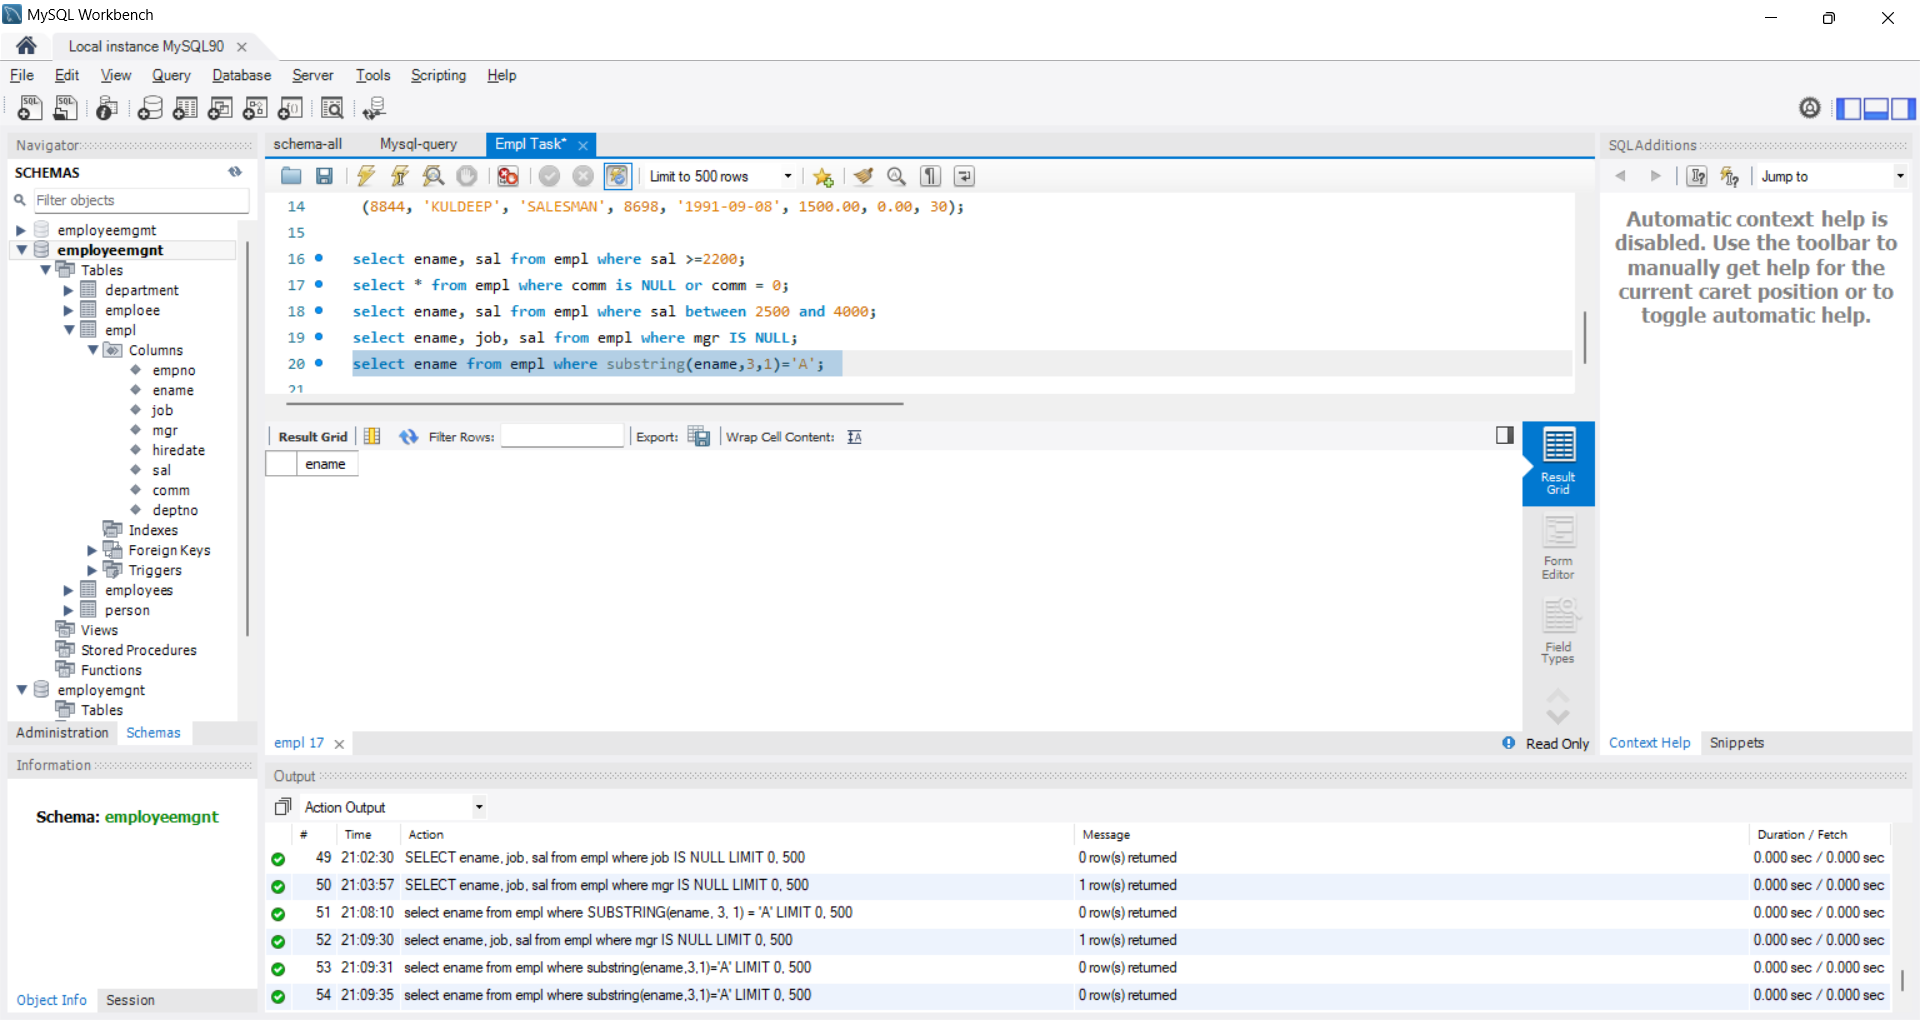 MySQL Workbench
Local instance MySQL90
File Edit View Query Database Server Tools Scripting Help
Navigator
SCHEMAS
Filter objects
employeemgmt
employeemgnt
Tables
department
emploee
empl
Columns
empno
ename
job
mgr
hiredate
sal
comm
deptno
Indexes
Foreign Keys
Triggers
employees
person
Views
Stored Procedures
Functions
employemgnt
Tables
Administration Schemas
Information
Schema: employeemgnt
Object Info Session
schema-all Mysql-query Empl Task*
Limit to 500 rows
14 (8844, 'KULDEEP', 'SALESMAN', 8698, '1991-09-08', 1500.00, 0.00, 30);
15
16 select ename, sal from empl where sal >=2200;
17 select * from empl where comm is NULL or comm = 0;
18 select ename, sal from empl where sal between 2500 and 4000;
19 select ename, job, sal from empl where mgr IS NULL;
20 select ename from empl where substring(ename,3,1)='A';
21
Result Grid Filter Rows: Export: Wrap Cell Content:
ename
Result
Grid
Form
Editor
Field
Types
empl 17
Read Only
SQLAdditions
Jump to
Automatic context help is
disabled. Use the toolbar to
manually get help for the
current caret position or to
toggle automatic help.
Context Help Snippets
Output
Action Output
# Time Action Message Duration / Fetch
49 21:02:30 SELECT ename, job, sal from empl where job IS NULL LIMIT 0, 500 0 row(s) returned 0.000 sec / 0.000 sec
50 21:03:57 SELECT ename, job, sal from empl where mgr IS NULL LIMIT 0, 500 1 row(s) returned 0.000 sec / 0.000 sec
51 21:08:10 select ename from empl where SUBSTRING(ename, 3, 1) = 'A' LIMIT 0, 500 0 row(s) returned 0.000 sec / 0.000 sec
52 21:09:30 select ename, job, sal from empl where mgr IS NULL LIMIT 0, 500 1 row(s) returned 0.000 sec / 0.000 sec
53 21:09:31 select ename from empl where substring(ename,3,1)='A' LIMIT 0, 500 0 row(s) returned 0.000 sec / 0.000 sec
54 21:09:35 select ename from empl where substring(ename,3,1)='A' LIMIT 0, 500 0 row(s) returned 0.000 sec / 0.000 sec